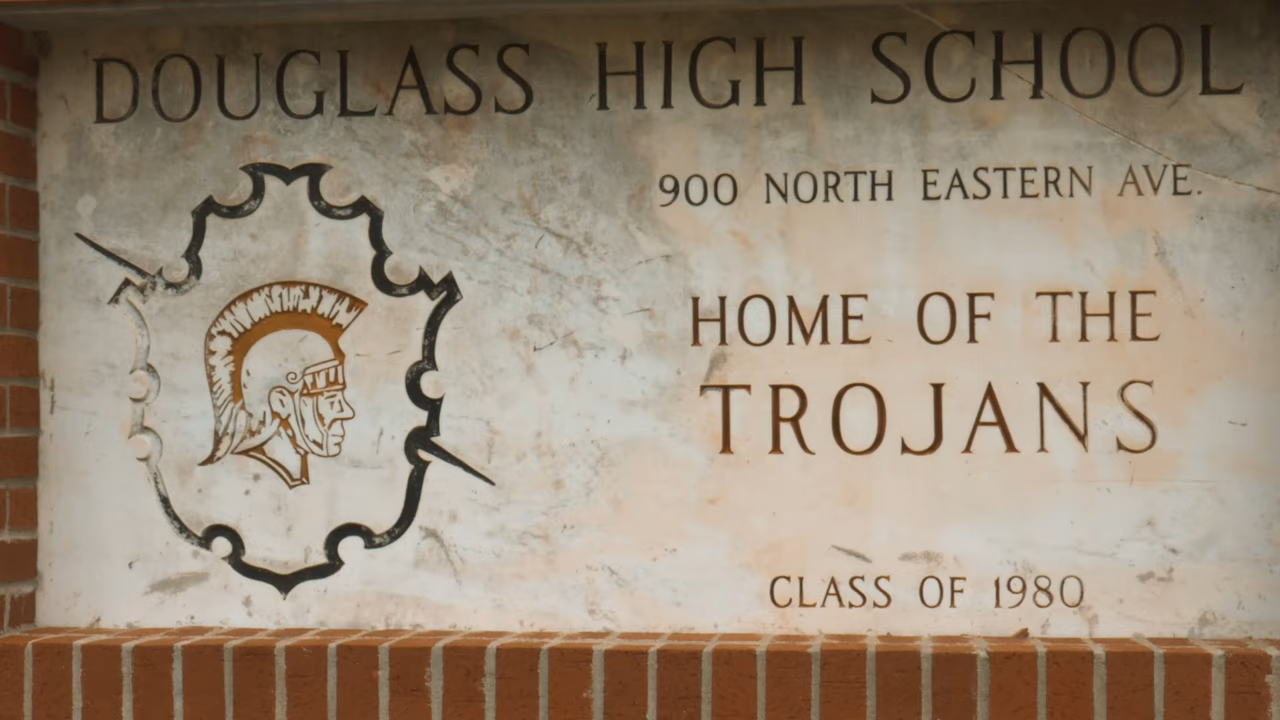 DOUGLASS HIGH SCHOOL
900 NORTH EASTERN AVE.
HOME OF THE
TROJANS
CLASS OF 1980